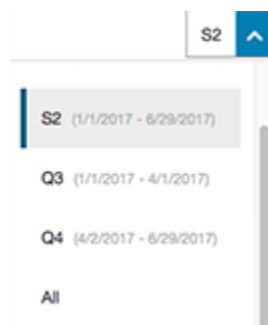 S2
S2 (1/1/2017 - 6/29/2017)
Q3 (1/1/2017 - 4/1/2017)
Q4 (4/2/2017 - 6/29/2017)
All